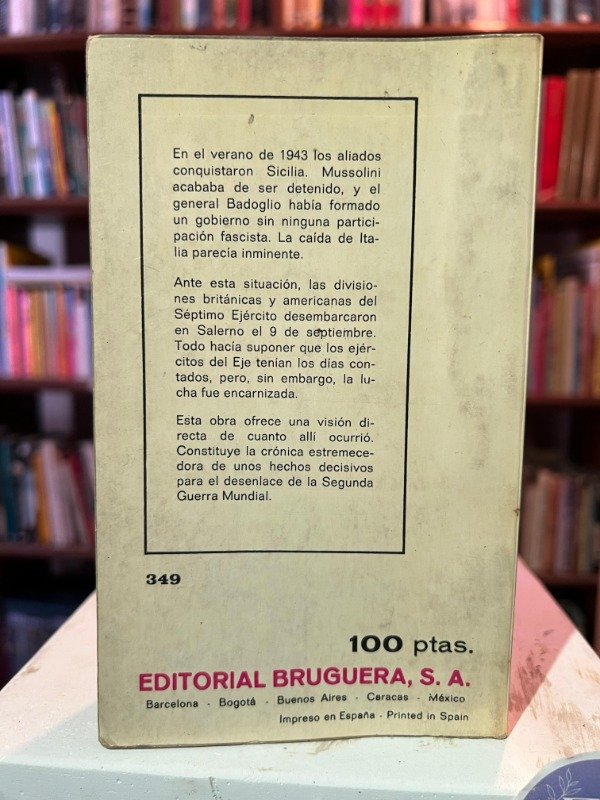 En el verano de 1943 los aliados
conquistaron Sicilia. Mussolini
acababa de ser detenido, y el
general Badoglio había formado
un gobierno sin ninguna partici-
pación fascista. La caída de Ita-
lia parecía inminente.
Ante esta situación, las divisio-
nes británicas y americanas del
Séptimo Ejército desembarcaron
en Salerno el 9 de septiembre.
Todo hacía suponer que los ejér-
citos del Eje tenían los días con-
tados, pero, sin embargo, la lu-
cha fue encarnizada.
Esta obra ofrece una visión di-
recta de cuanto allí ocurrió.
Constituye la crónica estremece-
dora de unos hechos decisivos
para el desenlace de la Segunda
Guerra Mundial.
349
100 ptas.
EDITORIAL BRUGUERA, S. A.
Barcelona - Bogotá - Buenos Aires - Caracas - México
Impreso en España - Printed in Spain